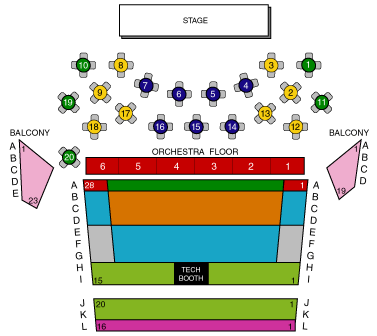 STAGE
10 8 3 1
7 6 5 4
19 9 2 11
18 17 16 15 14 13 12
20
BALCONY
A 1
B
C
D
E 23
BALCONY
1 A
B
C
19 D
ORCHESTRA FLOOR
6 5 4 3 2 1
A 28 1 A
B B
C C
D D
E E
F F
G G
H H
I 15 1 I
TECH
BOOTH
J 20 1 J
K K
L 16 1 L